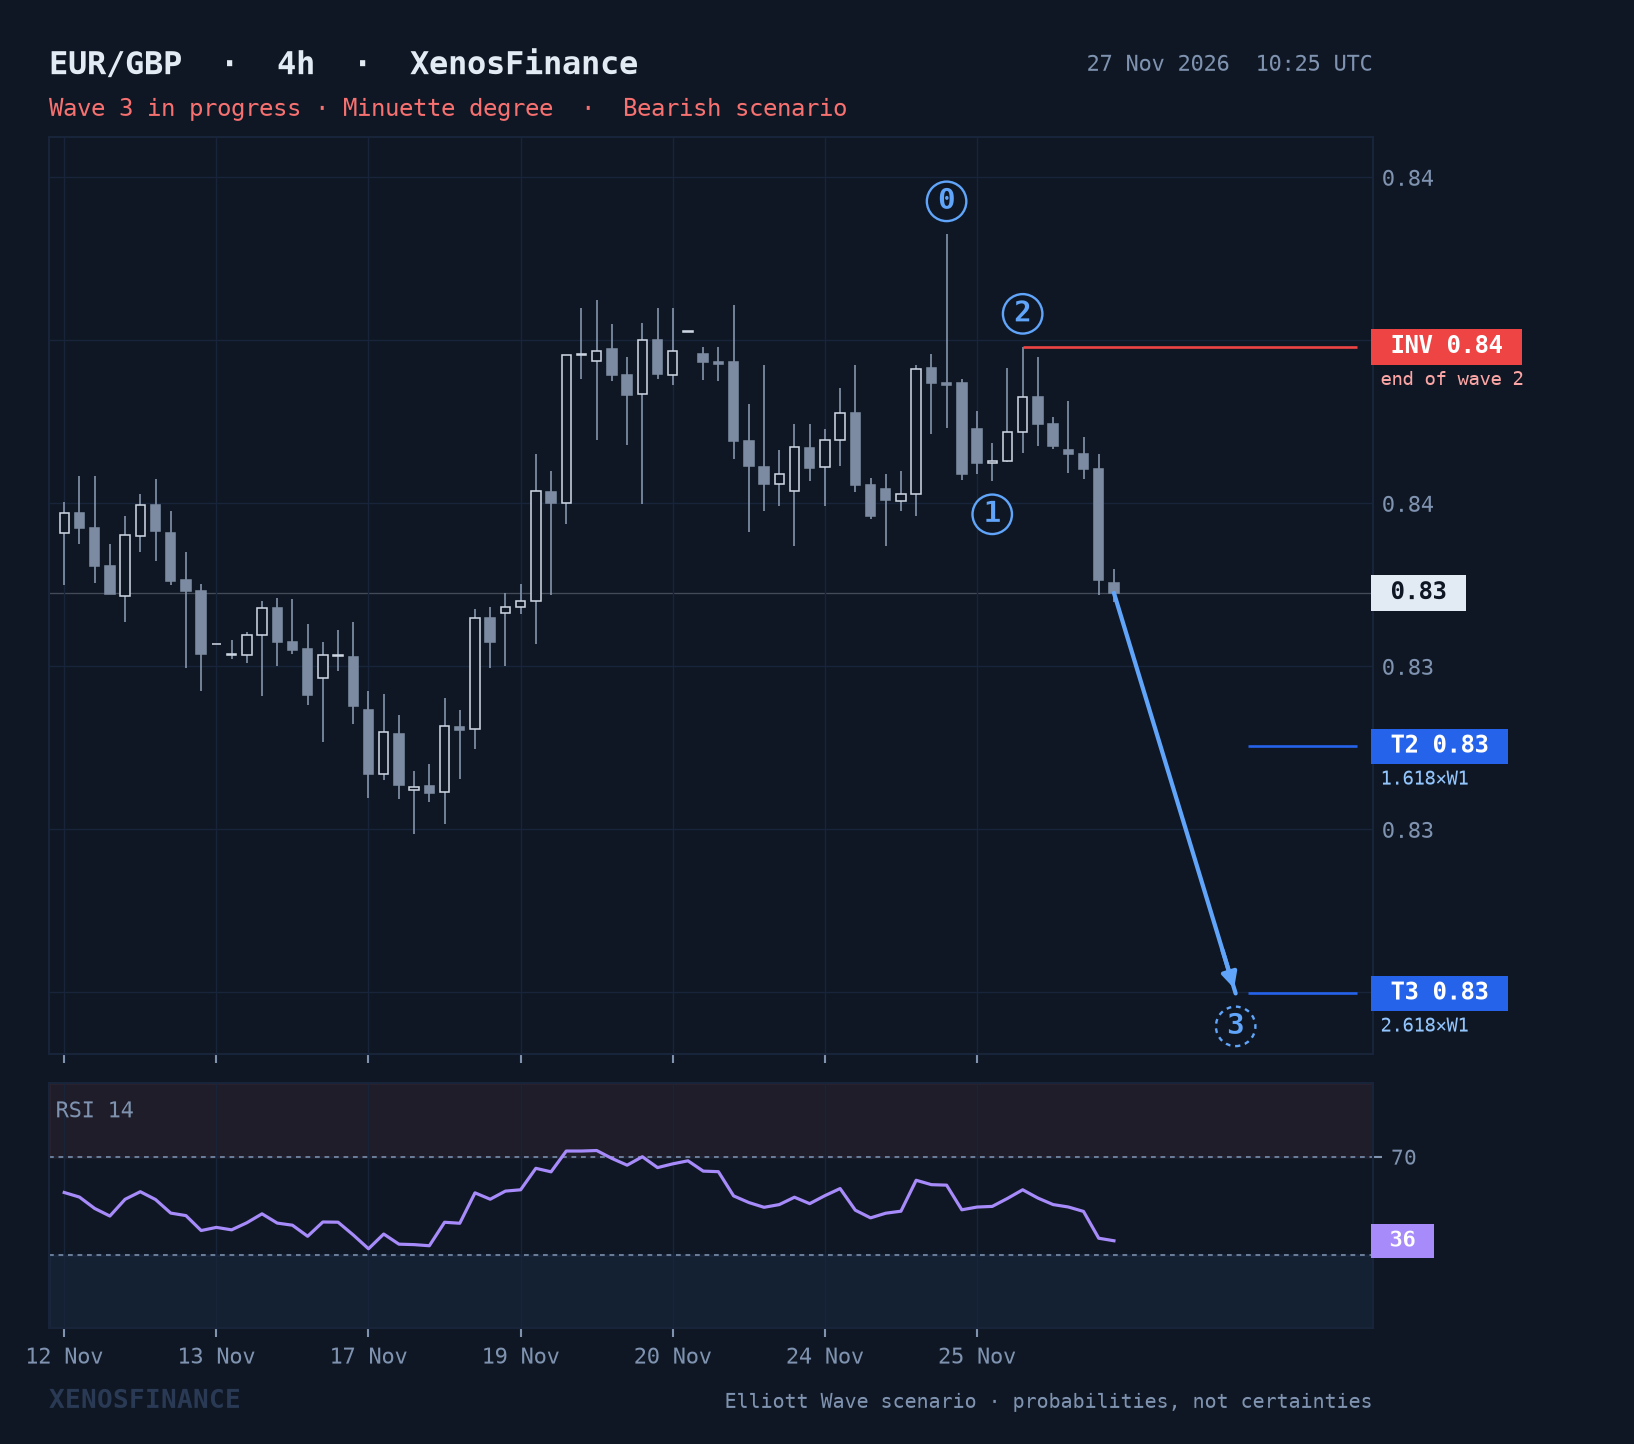 EUR/GBP · 4h · XenosFinance
27 Nov 2026 10:25 UTC
Wave 3 in progress · Minuette degree · Bearish scenario
0.84
0
2
INV 0.84
end of wave 2
0.84
1
0.83
0.83
T2 0.83
1.618×W1
0.83
T3 0.83
2.618×W1
3
RSI 14
70
36
12 Nov
13 Nov
17 Nov
19 Nov
20 Nov
24 Nov
25 Nov
XENOSFINANCE
Elliott Wave scenario · probabilities, not certainties